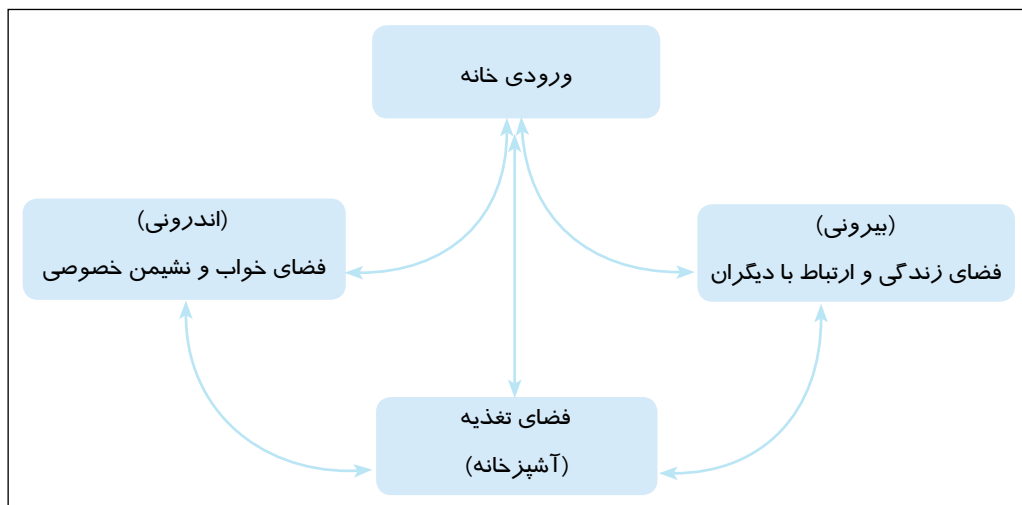 ورودی خانه
(بیرونی)
فضای زندگی و ارتباط با دیگران
(اندرونی)
فضای خواب و نشیمن خصوصی
فضای تغذیه
(آشپزخانه)